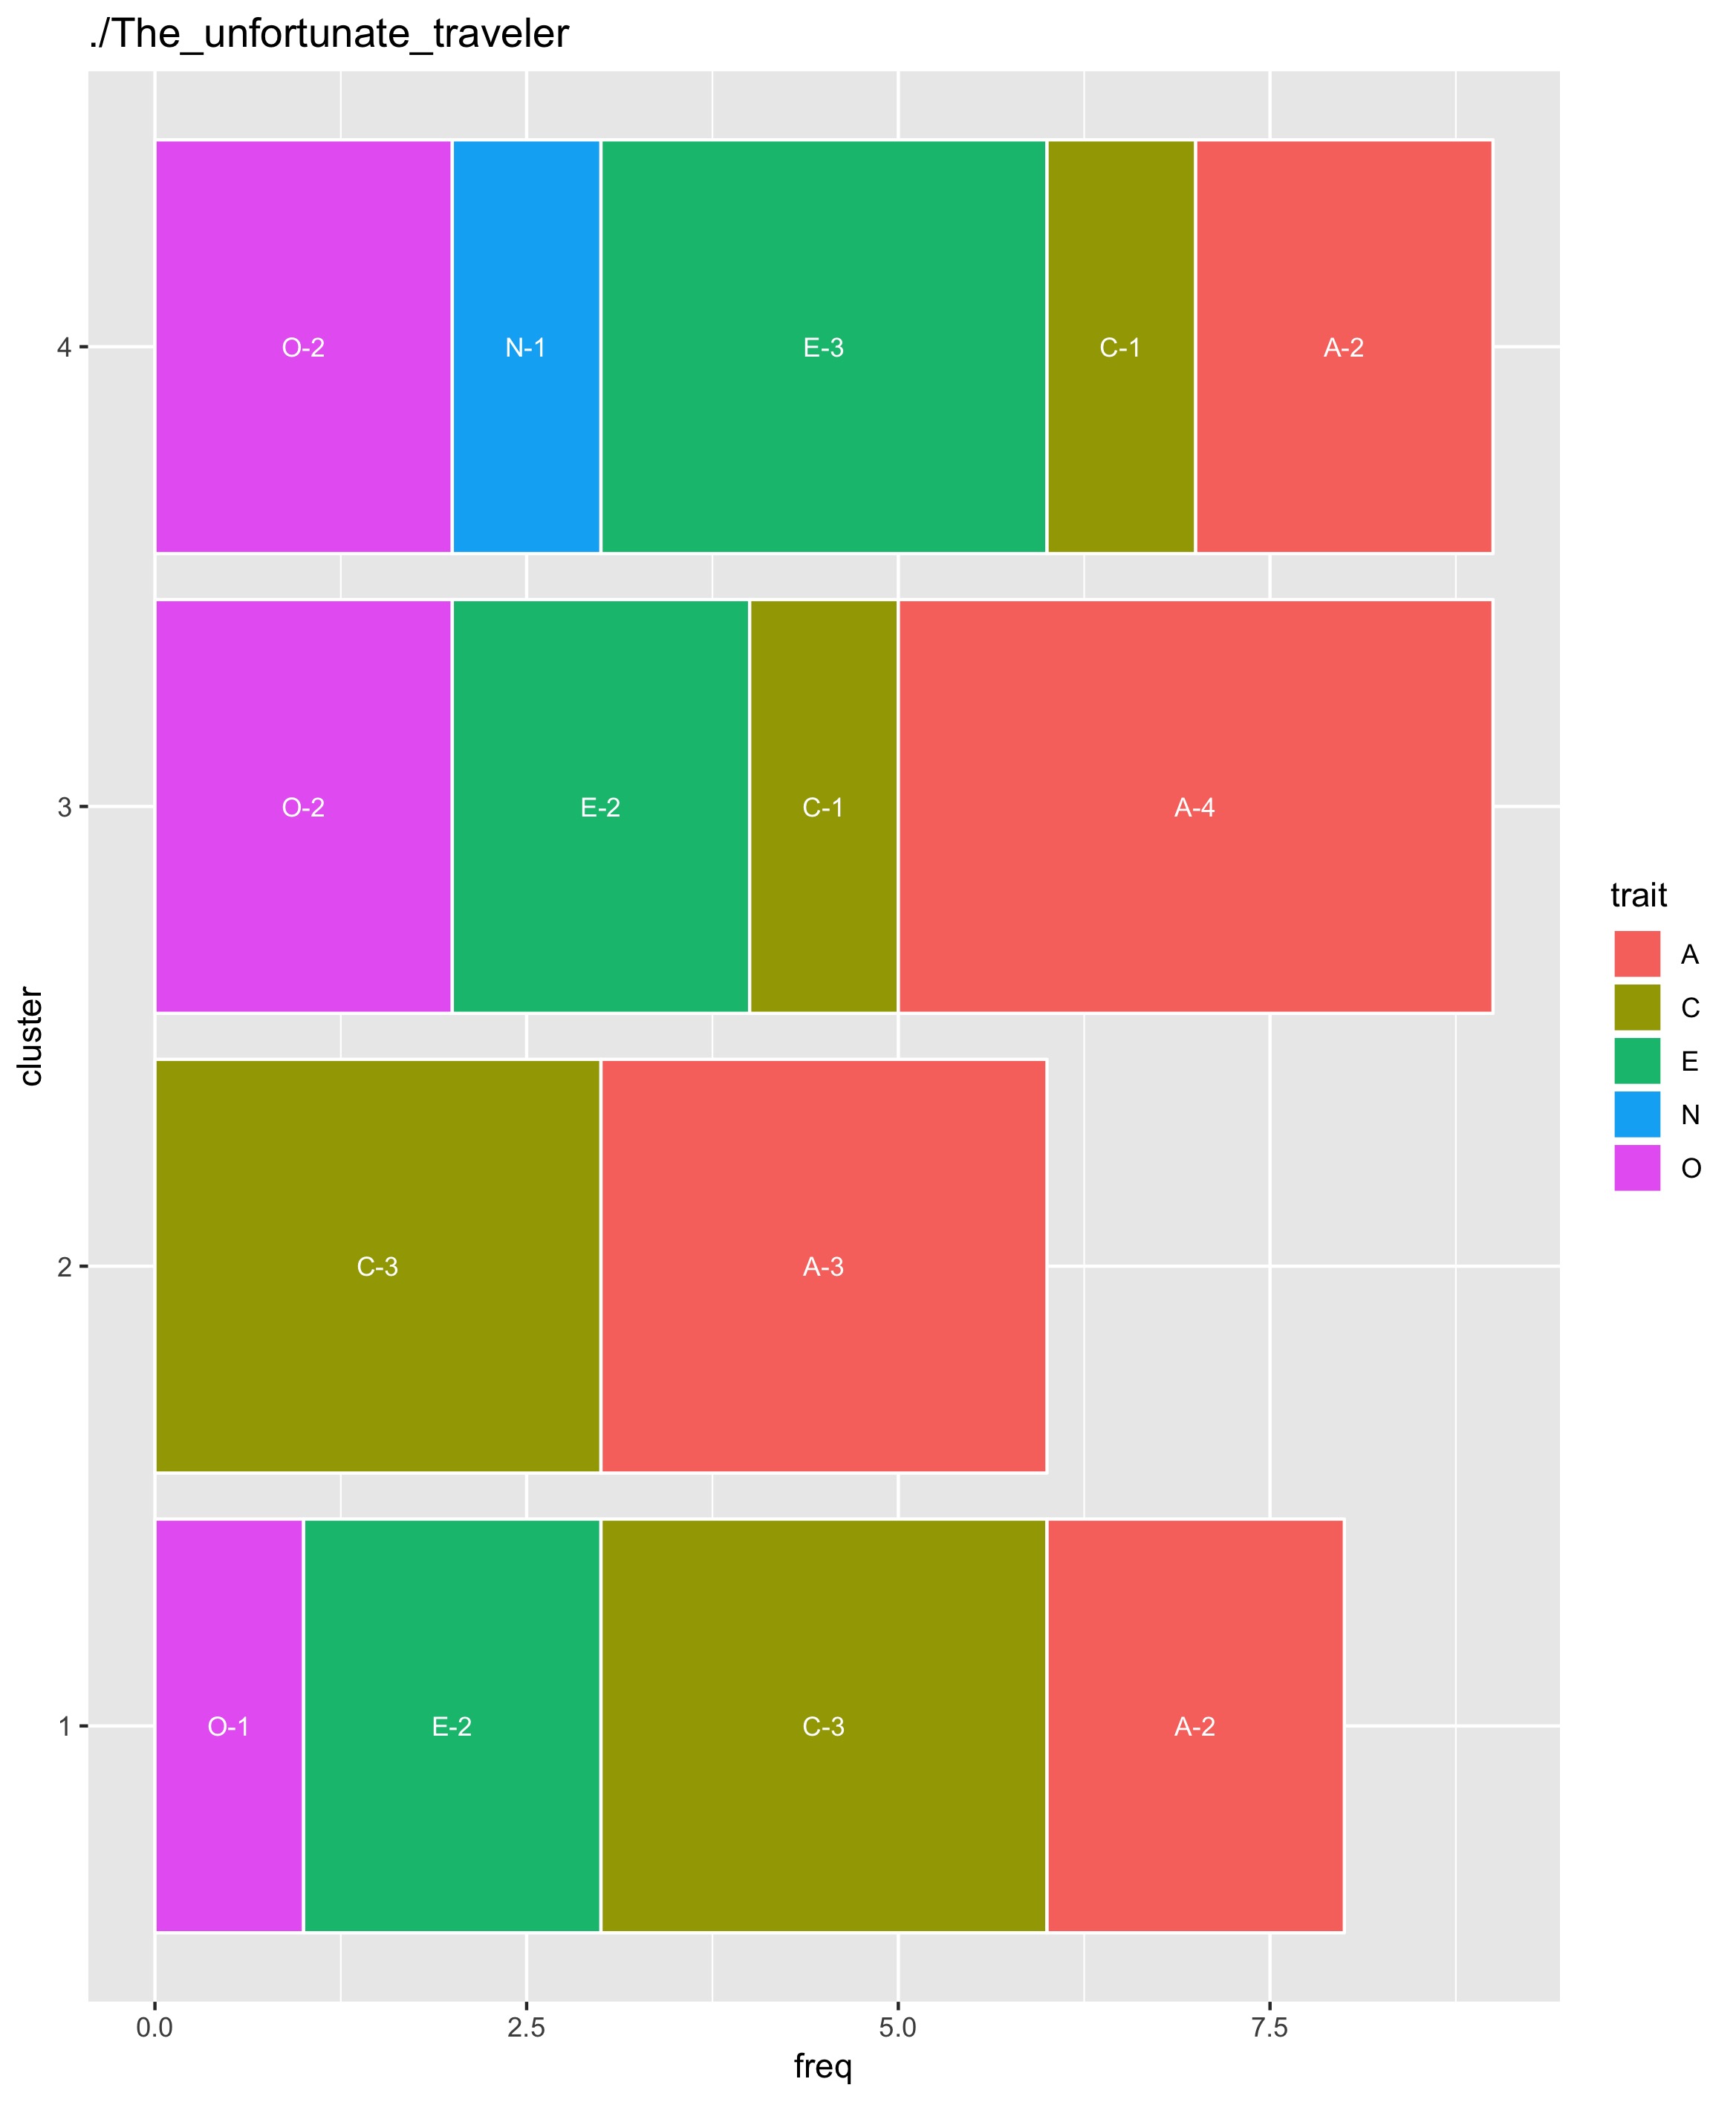 ./The_unfortunate_traveler
4
O-2 N-1 E-3 C-1 A-2
3
O-2 E-2 C-1 A-4
2
C-3 A-3
1
O-1 E-2 C-3 A-2
cluster
0.0 2.5 5.0 7.5
freq
trait
A
C
E
N
O